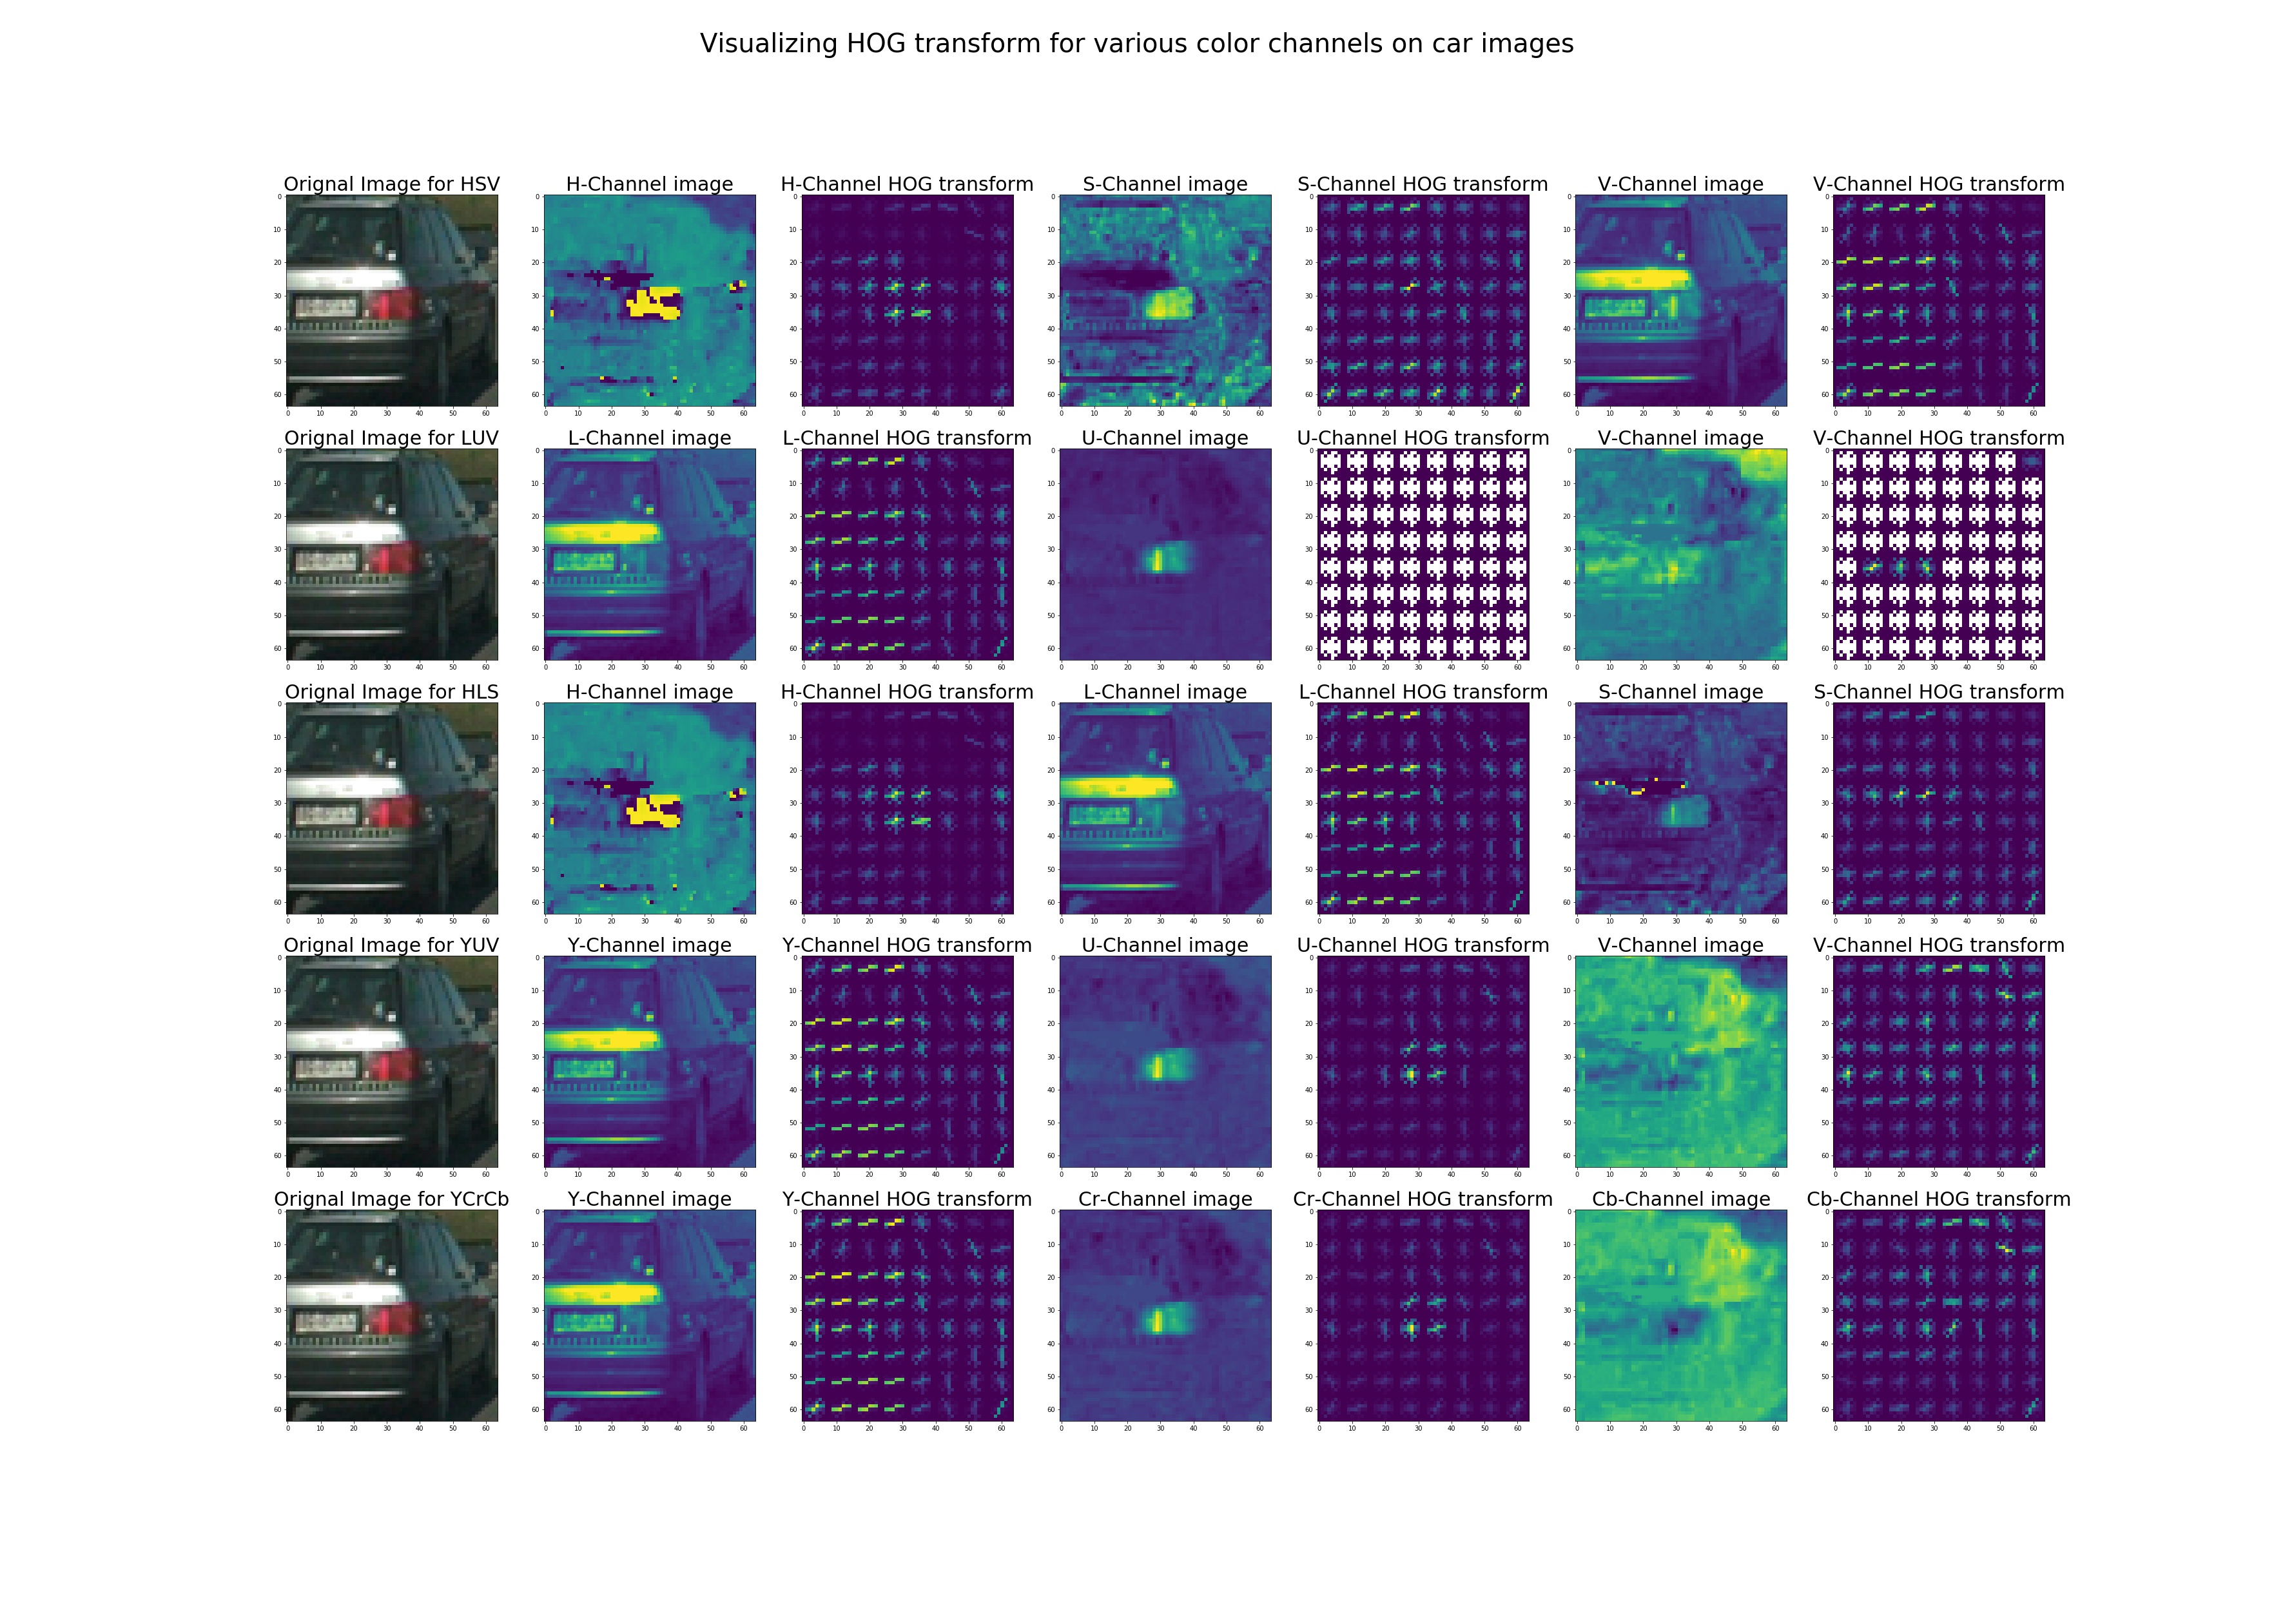 Visualizing HOG transform for various color channels on car images
Orignal Image for HSV H-Channel image H-Channel HOG transform S-Channel image S-Channel HOG transform V-Channel image V-Channel HOG transform
Orignal Image for LUV L-Channel image L-Channel HOG transform U-Channel image U-Channel HOG transform V-Channel image V-Channel HOG transform
Orignal Image for HLS H-Channel image H-Channel HOG transform L-Channel image L-Channel HOG transform S-Channel image S-Channel HOG transform
Orignal Image for YUV Y-Channel image Y-Channel HOG transform U-Channel image U-Channel HOG transform V-Channel image V-Channel HOG transform
Orignal Image for YCrCb Y-Channel image Y-Channel HOG transform Cr-Channel image Cr-Channel HOG transform Cb-Channel image Cb-Channel HOG transform